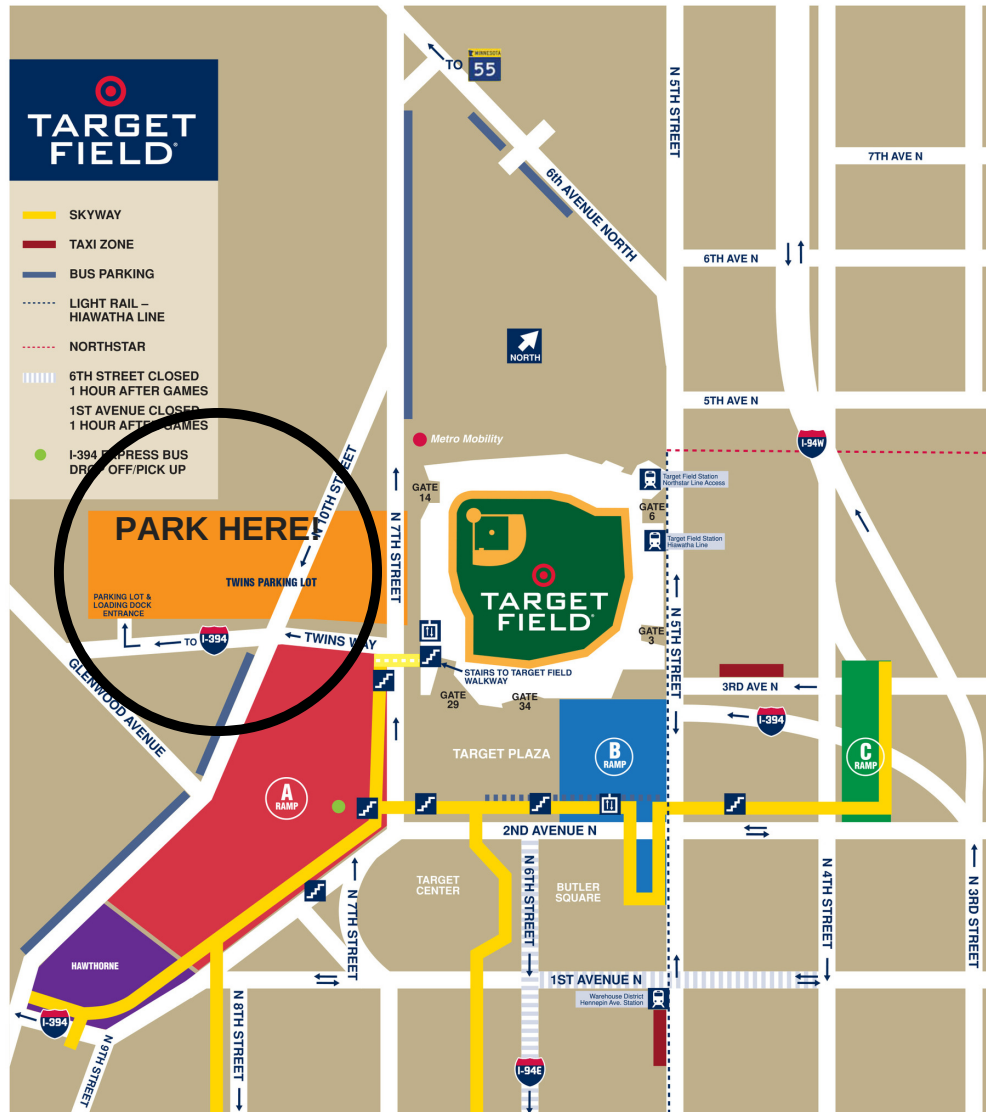 TARGET
FIELD®
SKYWAY
TAXI ZONE
BUS PARKING
LIGHT RAIL –
HIAWATHA LINE
NORTHSTAR
6TH STREET CLOSED
1 HOUR AFTER GAMES
1ST AVENUE CLOSED
1 HOUR AFTER GAMES
I-394 EXPRESS BUS
DROP OFF/PICK UP
TO
MINNESOTA
55
N 5TH STREET
7TH AVE N
6th AVENUE NORTH
6TH AVE N
NORTH
5TH AVE N
I-94W
Metro Mobility
N 10TH STREET
N 7TH STREET
GATE
14
Target Field Station
Northstar Line Access
GATE
6
Target Field Station
Hiawatha Line
PARK HERE!
TWINS PARKING LOT
PARKING LOT &
LOADING DOCK
ENTRANCE
TARGET
FIELD®
TO
I-394
TWINS WAY
GATE
3
N 5TH STREET
STAIRS TO TARGET FIELD
WALKWAY
GLENWOOD AVENUE
GATE
29
GATE
34
3RD AVE N
I-394
TARGET PLAZA
B
RAMP
C
RAMP
A
RAMP
2ND AVENUE N
TARGET
CENTER
N 6TH STREET
BUTLER
SQUARE
N 7TH STREET
N 4TH STREET
N 3RD STREET
HAWTHORNE
1ST AVENUE N
Warehouse District
Hennepin Ave. Station
I-394
N 9TH STREET
N 8TH STREET
I-94E